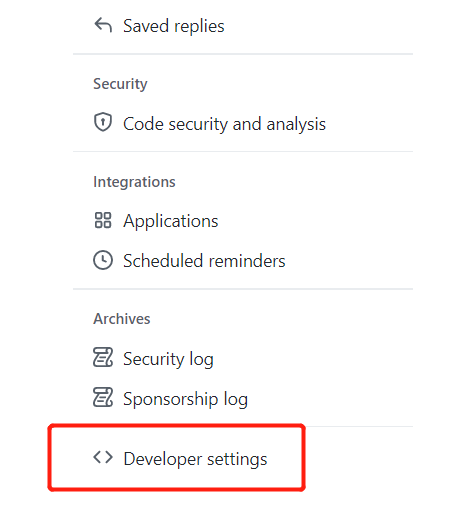 Saved replies
Security
Code security and analysis
Integrations
Applications
Scheduled reminders
Archives
Security log
Sponsorship log
Developer settings